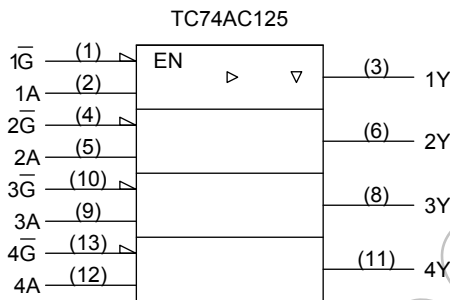 TC74AC125
1G̅ (1) EN
1A (2) (3) 1Y
2G̅ (4)
2A (5) (6) 2Y
3G̅ (10)
3A (9) (8) 3Y
4G̅ (13)
4A (12) (11) 4Y